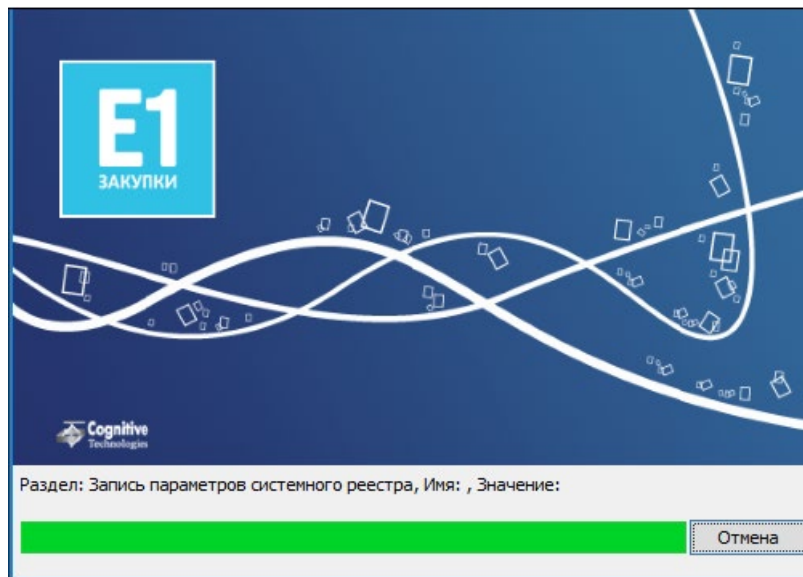 E1
ЗАКУПКИ
Cognitive
Technologies
Раздел: Запись параметров системного реестра, Имя: , Значение:
Отмена